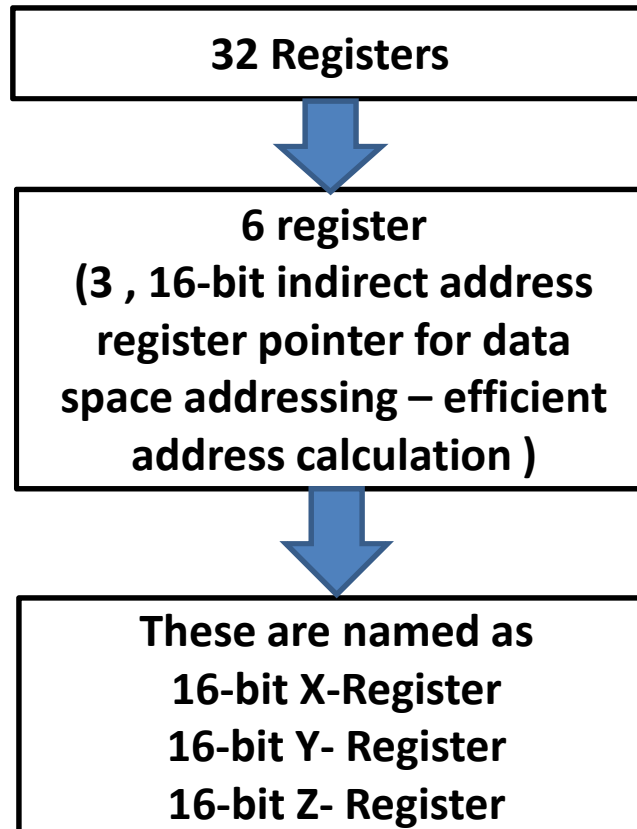 32 Registers
6 register
(3 , 16-bit indirect address
register pointer for data
space addressing – efficient
address calculation )
These are named as
16-bit X-Register
16-bit Y- Register
16-bit Z- Register